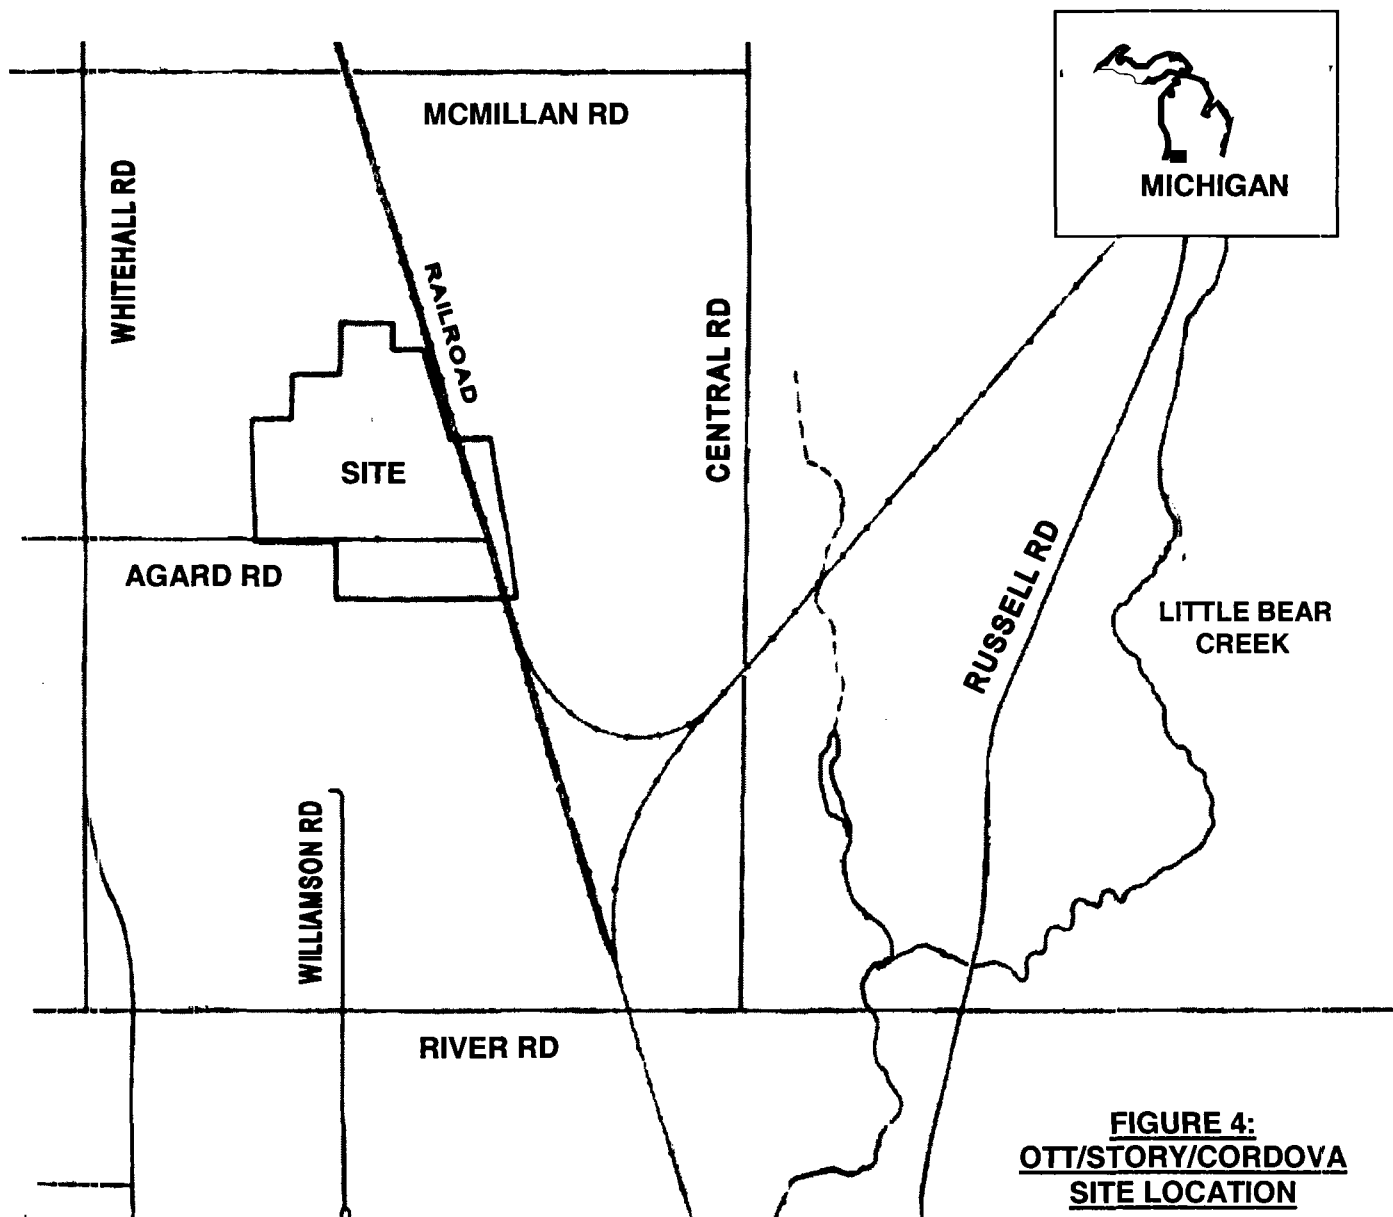 MCMILLAN RD
MICHIGAN
WHITEHALL RD
RAILROAD
CENTRAL RD
SITE
RUSSELL RD
AGARD RD
LITTLE BEAR
CREEK
WILLIAMSON RD
RIVER RD
FIGURE 4:
OTT/STORY/CORDOVA
SITE LOCATION